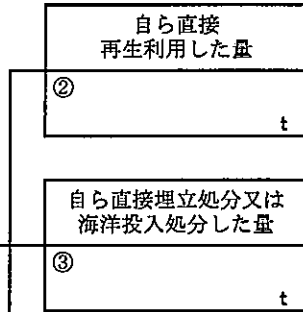 自ら直接
再生利用した量
②
t
自ら直接埋立処分又は
海洋投入処分した量
③
t